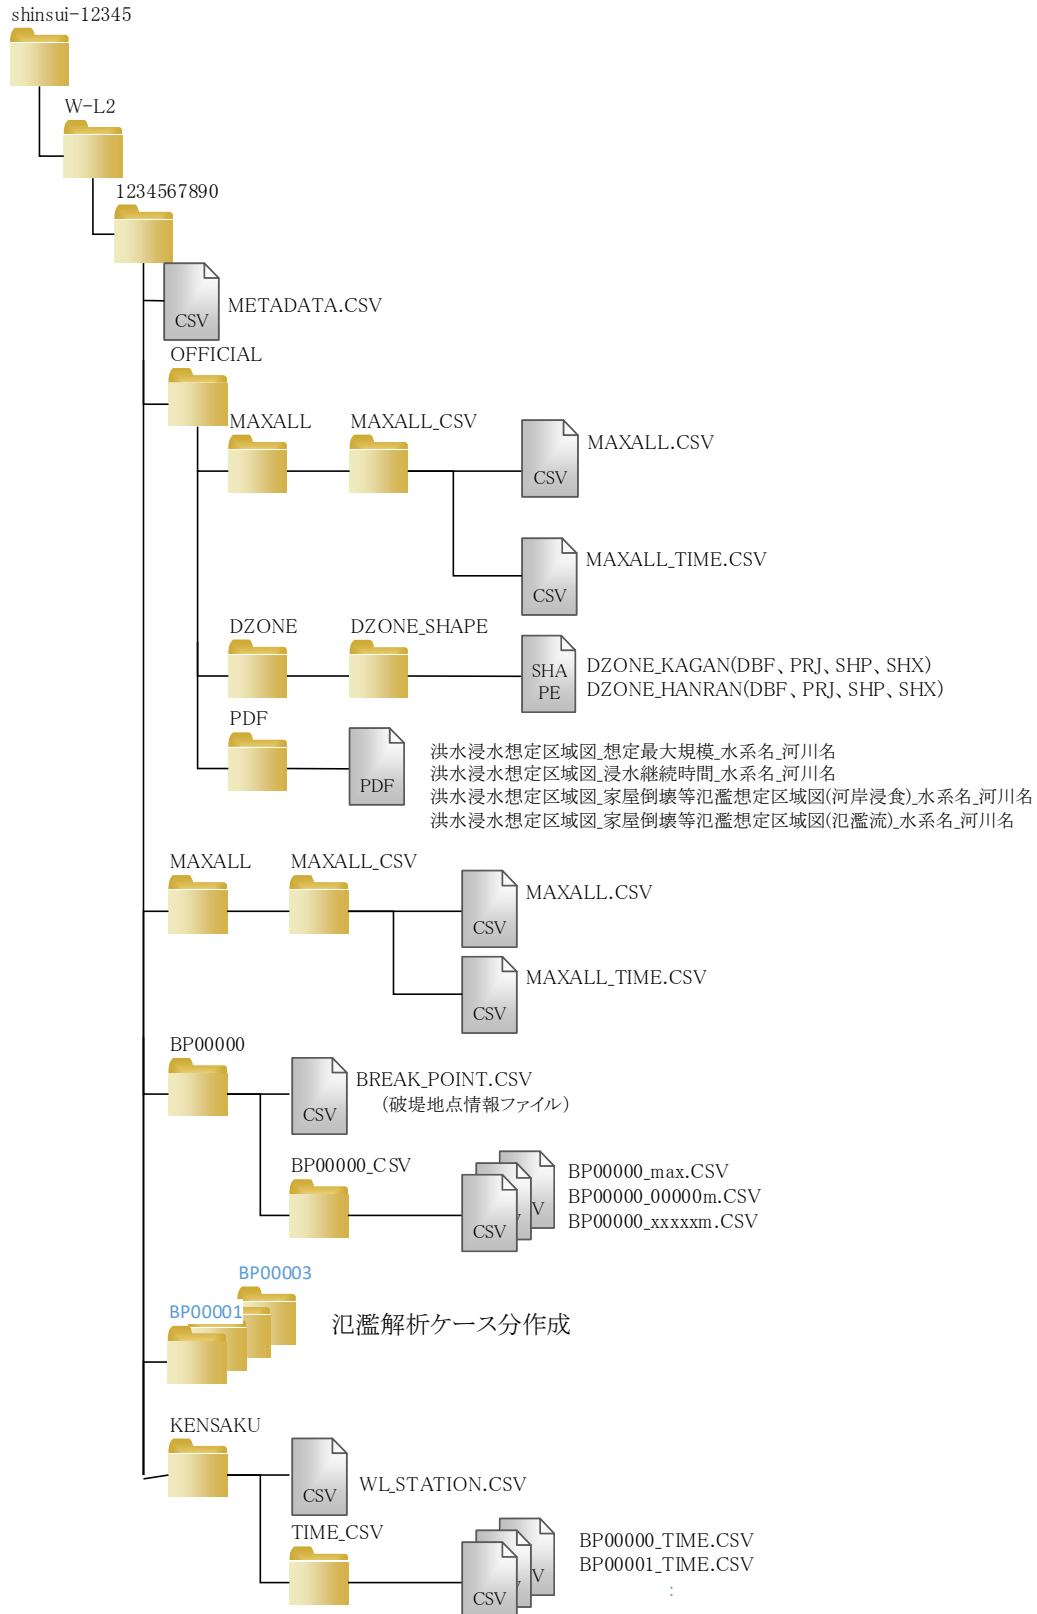 shinsui-12345
W-L2
1234567890
CSV
METADATA.CSV
OFFICIAL
MAXALL
MAXALL_CSV
CSV
MAXALL.CSV
CSV
MAXALL_TIME.CSV
DZONE
DZONE_SHAPE
SHA
PE
DZONE_KAGAN(DBF、PRJ、SHP、SHX)
DZONE_HANRAN(DBF、PRJ、SHP、SHX)
PDF
PDF
洪水浸水想定区域図_想定最大規模_水系名_河川名
洪水浸水想定区域図_浸水継続時間_水系名_河川名
洪水浸水想定区域図_家屋倒壊等氾濫想定区域図(河岸浸食)_水系名_河川名
洪水浸水想定区域図_家屋倒壊等氾濫想定区域図(氾濫流)_水系名_河川名
MAXALL
MAXALL_CSV
CSV
MAXALL.CSV
CSV
MAXALL_TIME.CSV
BP00000
CSV
BREAK_POINT.CSV
(破堤地点情報ファイル)
BP00000_CSV
CSV
V
BP00000_max.CSV
BP00000_00000m.CSV
BP00000_xxxxxm.CSV
BP00003
BP00001
氾濫解析ケース分作成
KENSAKU
CSV
WL_STATION.CSV
TIME_CSV
CSV
V
BP00000_TIME.CSV
BP00001_TIME.CSV
: